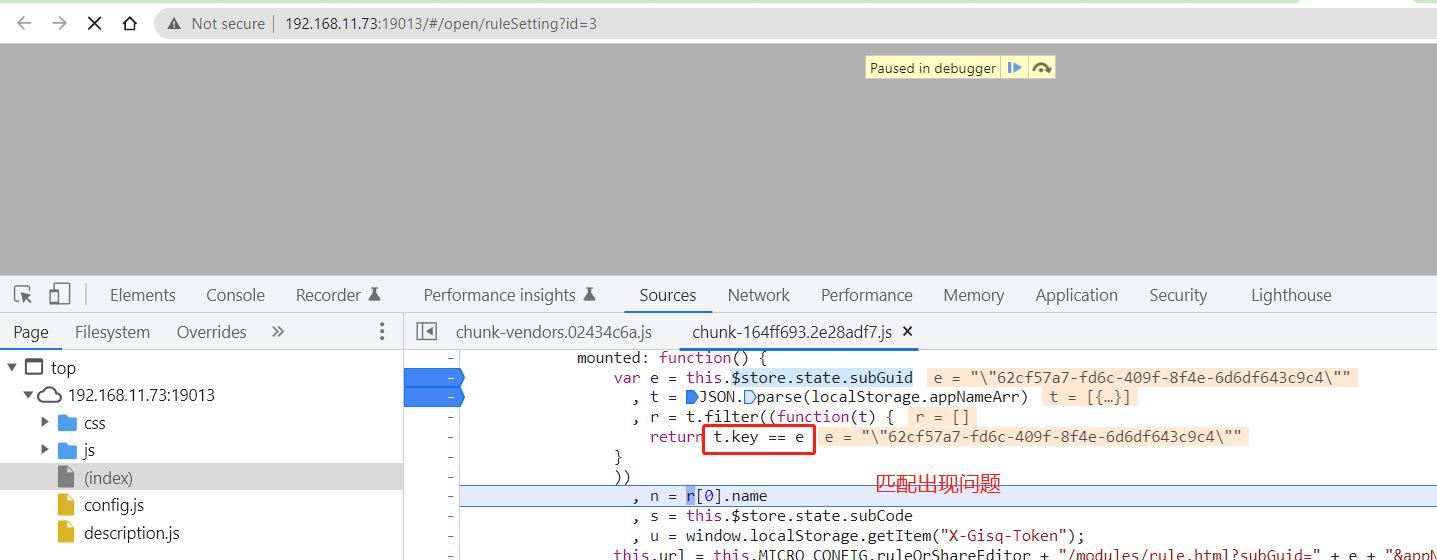 Not secure | 192.168.11.73:19013/#/open/ruleSetting?id=3
Paused in debugger
Elements Console Recorder Performance insights Sources Network Performance Memory Application Security Lighthouse
Page Filesystem Overrides » chunk-vendors.02434c6a.js chunk-164ff693.2e28adf7.js ×
top
192.168.11.73:19013
css
js
(index)
config.js
description.js
- mounted: function() {
- var e = this.$store.state.subGuid e = "\"62cf57a7-fd6c-409f-8f4e-6d6df643c9c4\""
- , t = JSON.parse(localStorage.appNameArr) t = [{…}]
- , r = t.filter((function(t) { r = []
- return t.key == e e = "\"62cf57a7-fd6c-409f-8f4e-6d6df643c9c4\""
- }
- ))
匹配出现问题
- , n = r[0].name
- , s = this.$store.state.subCode
- , u = window.localStorage.getItem("X-Gisq-Token");
- this.url = this.MICRO_CONFIG.ruleOrShareEditor + "/modules/rule.html?subGuid=" + e + "&appN